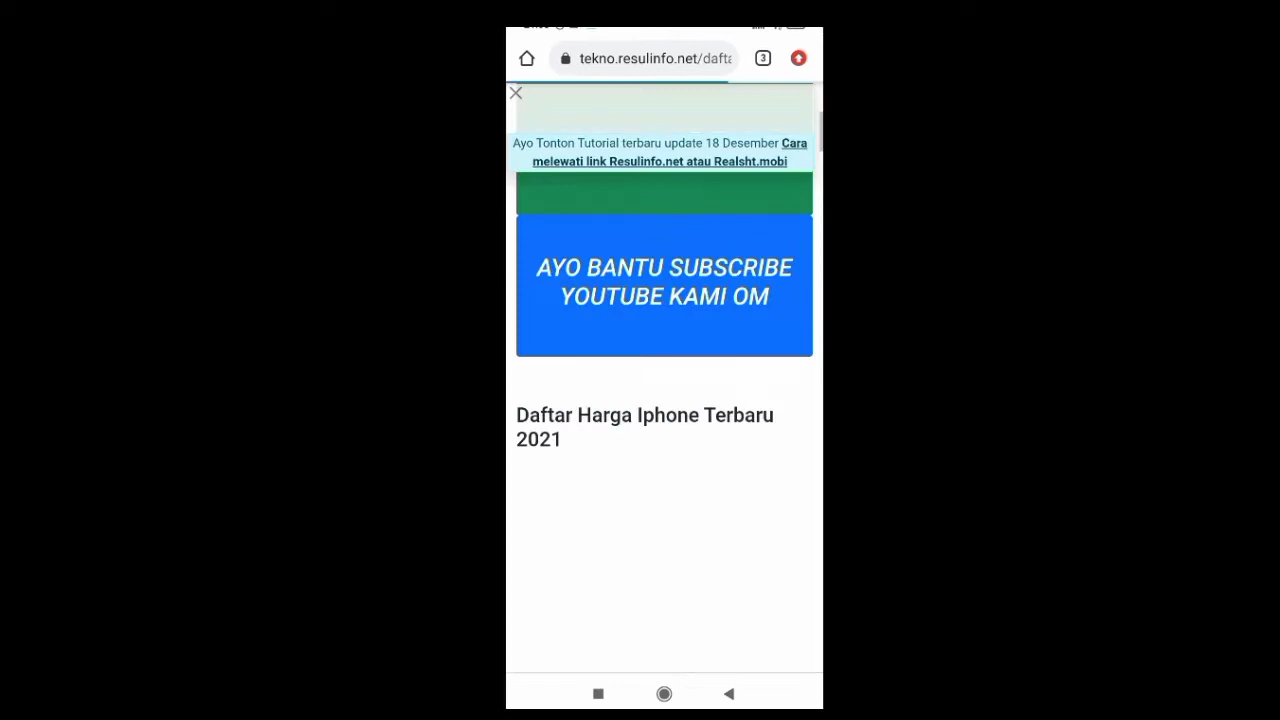 tekno.resulinfo.net/dafta
3
Ayo Tonton Tutorial terbaru update 18 Desember Cara
melewati link Resulinfo.net atau Realsht.mobi
AYO BANTU SUBSCRIBE
YOUTUBE KAMI OM
Daftar Harga Iphone Terbaru
2021